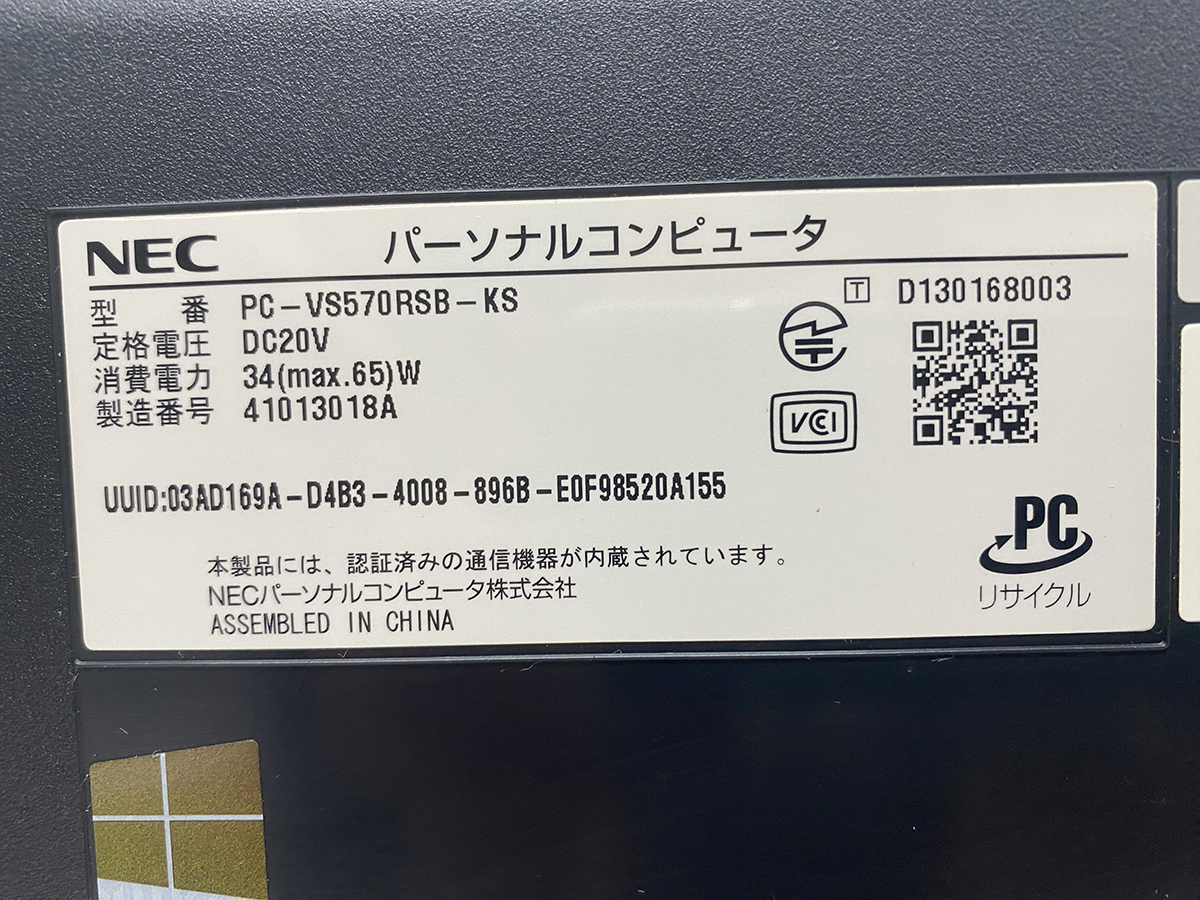 NEC パーソナルコンピュータ
型 番 PC-VS570RSB-KS
定格電圧 DC20V
消費電力 34(max.65)W
製造番号 41013018A
T D130168003
VCI
UUID:03AD169A-D4B3-4008-896B-E0F98520A155
本製品には、認証済みの通信機器が内蔵されています。
NECパーソナルコンピュータ株式会社
ASSEMBLED IN CHINA
PC
リサイクル